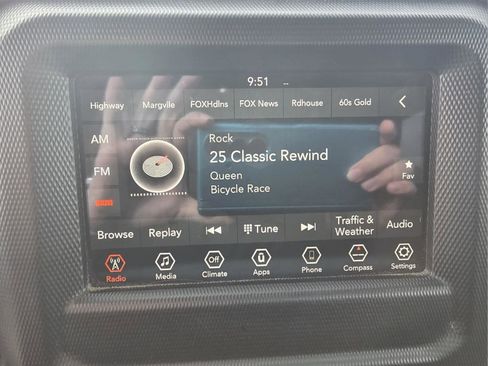 9:51 --
Highway Margvile FOXHdlns FOX News Rdhouse 60s Gold
AM
Rock
25 Classic Rewind
FM
Queen
Fav
Bicycle Race
Browse Replay Tune Traffic & Weather Audio
Off
Radio Media Climate Apps Phone Compass Settings